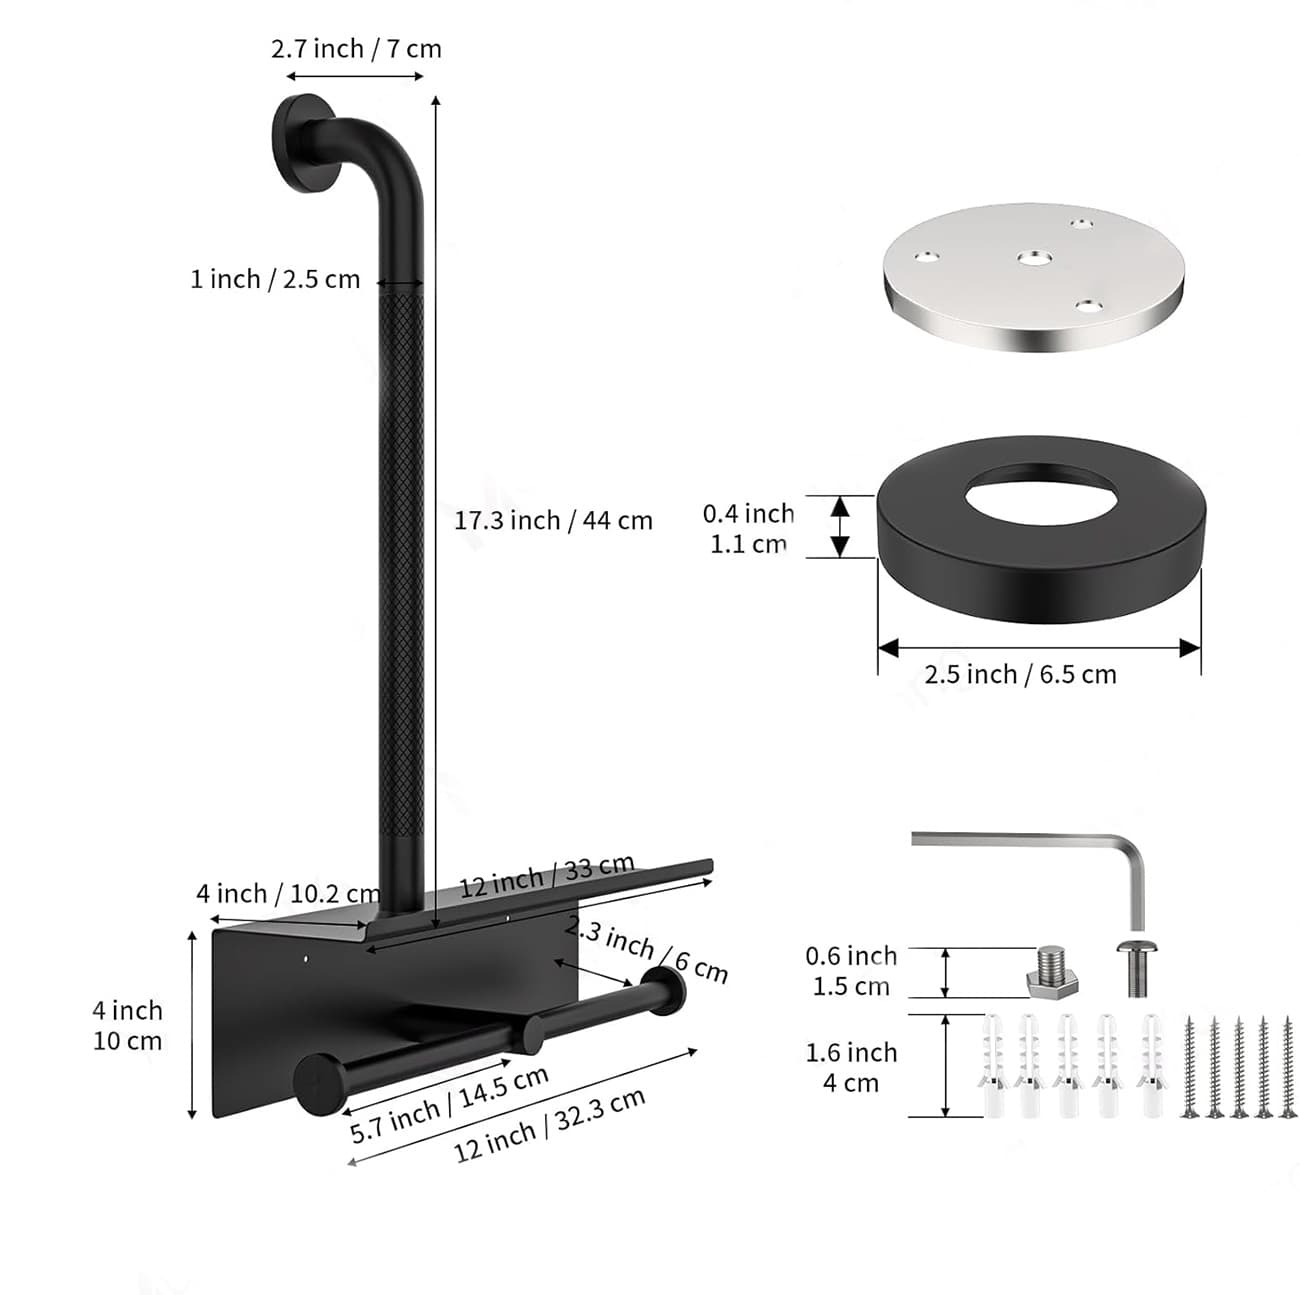 2.7 inch / 7 cm
1 inch / 2.5 cm
17.3 inch / 44 cm
4 inch / 10.2 cm
12 inch / 33 cm
2.3 inch / 6 cm
4 inch
10 cm
5.7 inch / 14.5 cm
12 inch / 32.3 cm
0.4 inch
1.1 cm
2.5 inch / 6.5 cm
0.6 inch
1.5 cm
1.6 inch
4 cm